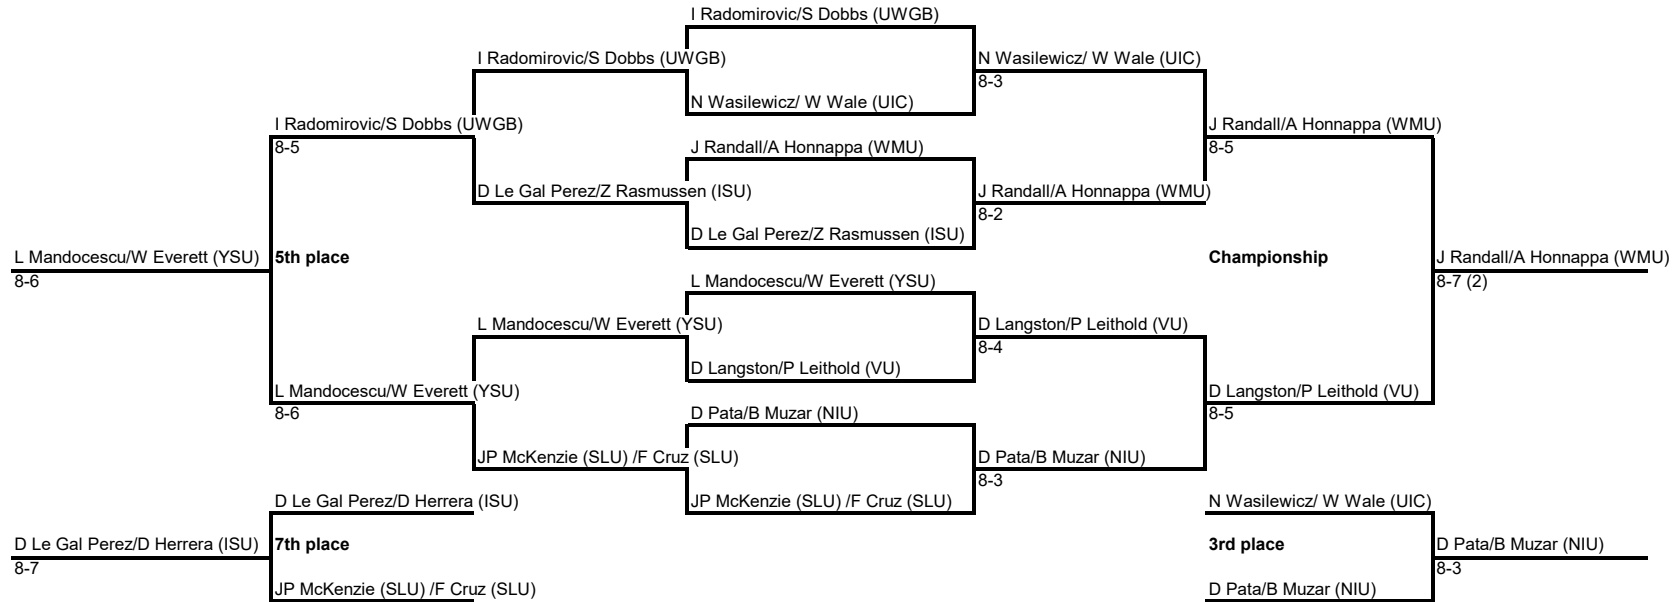 I Radomirovic/S Dobbs (UWGB)
I Radomirovic/S Dobbs (UWGB)
N Wasilewicz/ W Wale (UIC)
8-3
N Wasilewicz/ W Wale (UIC)
I Radomirovic/S Dobbs (UWGB)
8-5
J Randall/A Honnappa (WMU)
8-5
J Randall/A Honnappa (WMU)
D Le Gal Perez/Z Rasmussen (ISU)
J Randall/A Honnappa (WMU)
8-2
D Le Gal Perez/Z Rasmussen (ISU)
L Mandocescu/W Everett (YSU)
8-6
5th place
Championship
J Randall/A Honnappa (WMU)
8-7 (2)
L Mandocescu/W Everett (YSU)
L Mandocescu/W Everett (YSU)
D Langston/P Leithold (VU)
8-4
D Langston/P Leithold (VU)
L Mandocescu/W Everett (YSU)
8-6
D Langston/P Leithold (VU)
8-5
D Pata/B Muzar (NIU)
JP McKenzie (SLU) /F Cruz (SLU)
D Pata/B Muzar (NIU)
8-3
JP McKenzie (SLU) /F Cruz (SLU)
D Le Gal Perez/D Herrera (ISU)
N Wasilewicz/ W Wale (UIC)
D Le Gal Perez/D Herrera (ISU)
8-7
7th place
3rd place
D Pata/B Muzar (NIU)
8-3
JP McKenzie (SLU) /F Cruz (SLU)
D Pata/B Muzar (NIU)